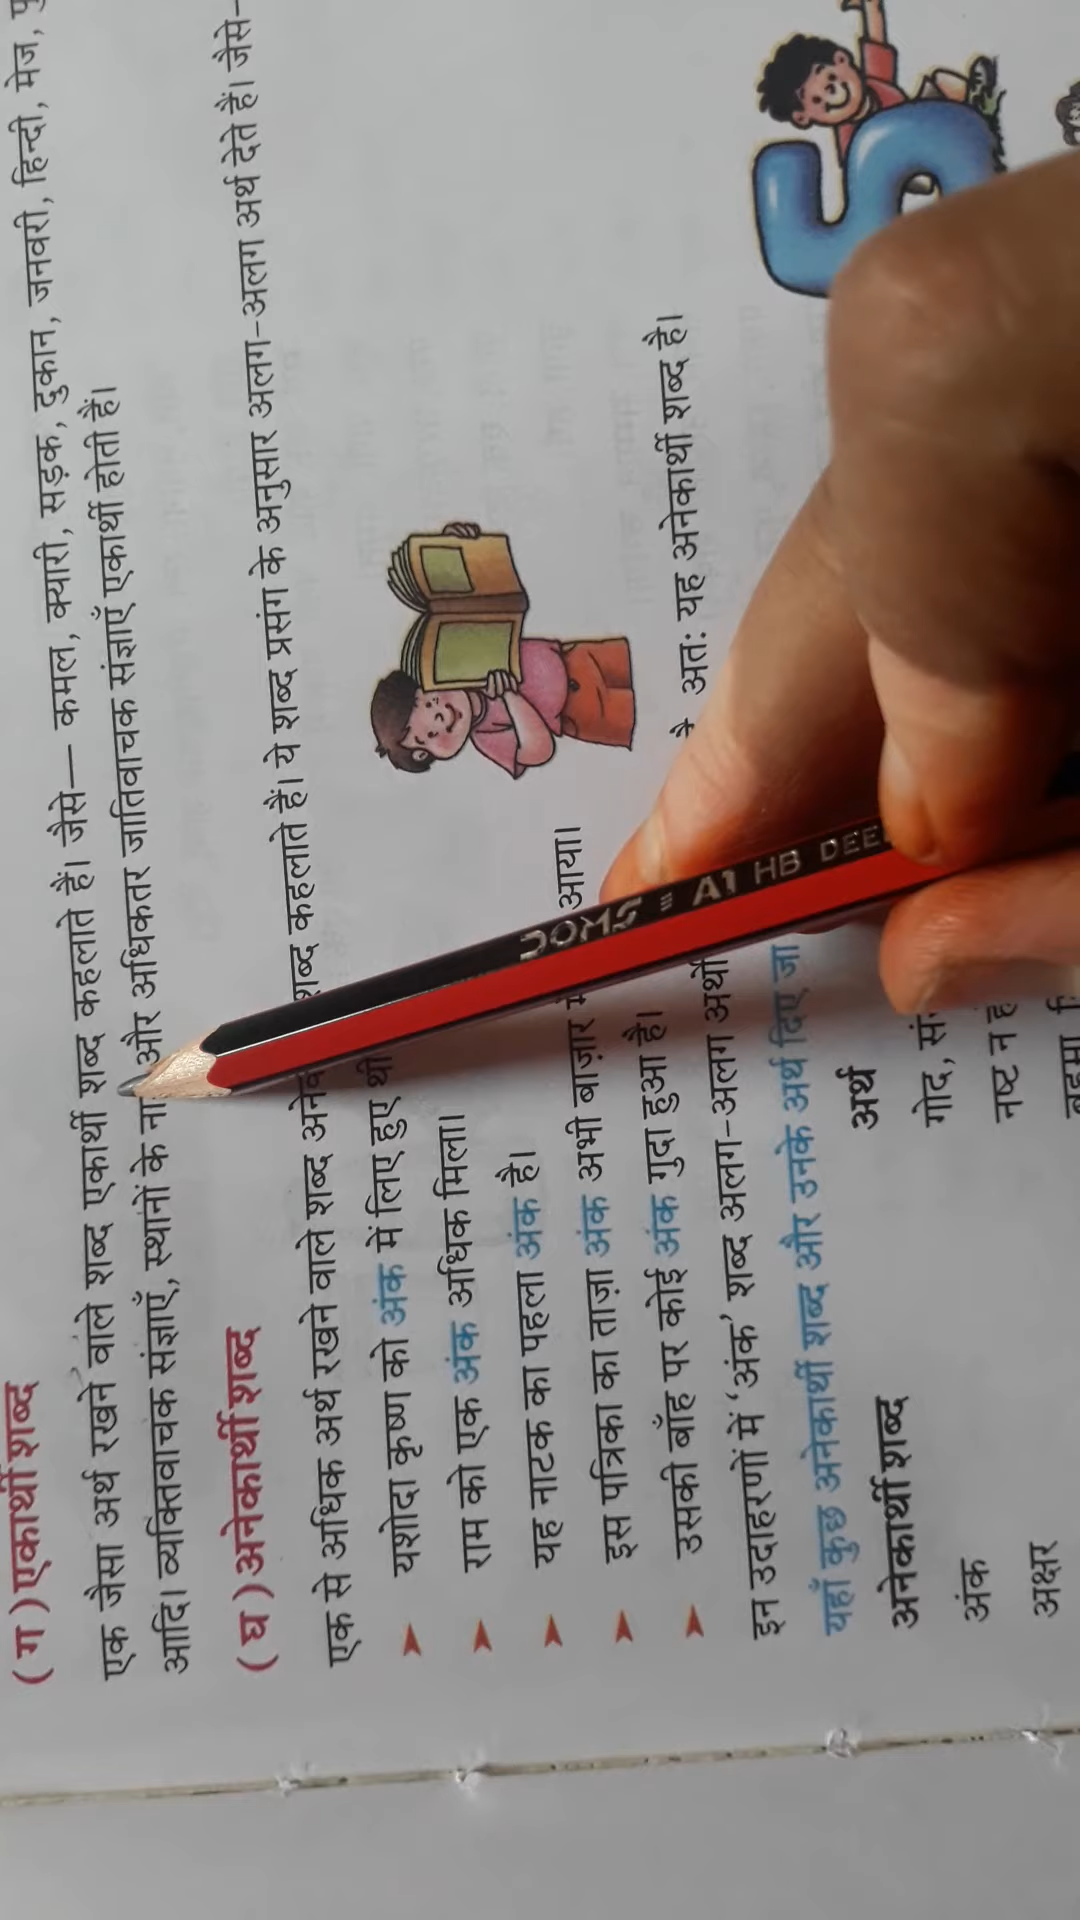 ( ग ) एकार्थी शब्द
एक जैसा अर्थ रखने वाले शब्द एकार्थी शब्द कहलाते हैं। जैसे— कमल, क्यारी, सड़क, दुकान, जनवरी, हिन्दी, मेज,
आदि। व्यक्तिवाचक संज्ञाएँ, स्थानों के और अधिकतर जातिवाचक संज्ञाएँ एकार्थी होती हैं।
( घ ) अनेकार्थी शब्द
एक से अधिक अर्थ रखने वाले शब्द शब्द कहलाते हैं। ये शब्द प्रसंग के अनुसार अलग-अलग अर्थ देते हैं। जैसे-
यशोदा कृष्ण को अंक में लिए हुए थी
राम को एक अंक अधिक मिला।
यह नाटक का पहला अंक है।
इस पत्रिका का ताज़ा अंक अभी बाज़ार आया।
उसकी बाँह पर कोई अंक गुदा हुआ है।
इन उदाहरणों में 'अंक' शब्द अलग-अलग अतः यह अनेकार्थी शब्द है।
यहाँ कुछ अनेकार्थी शब्द और उनके अर्थ दिए जा
अनेकार्थी शब्द अर्थ
अंक गोद,
अक्षर नष्ट न
DOMS A1 HB